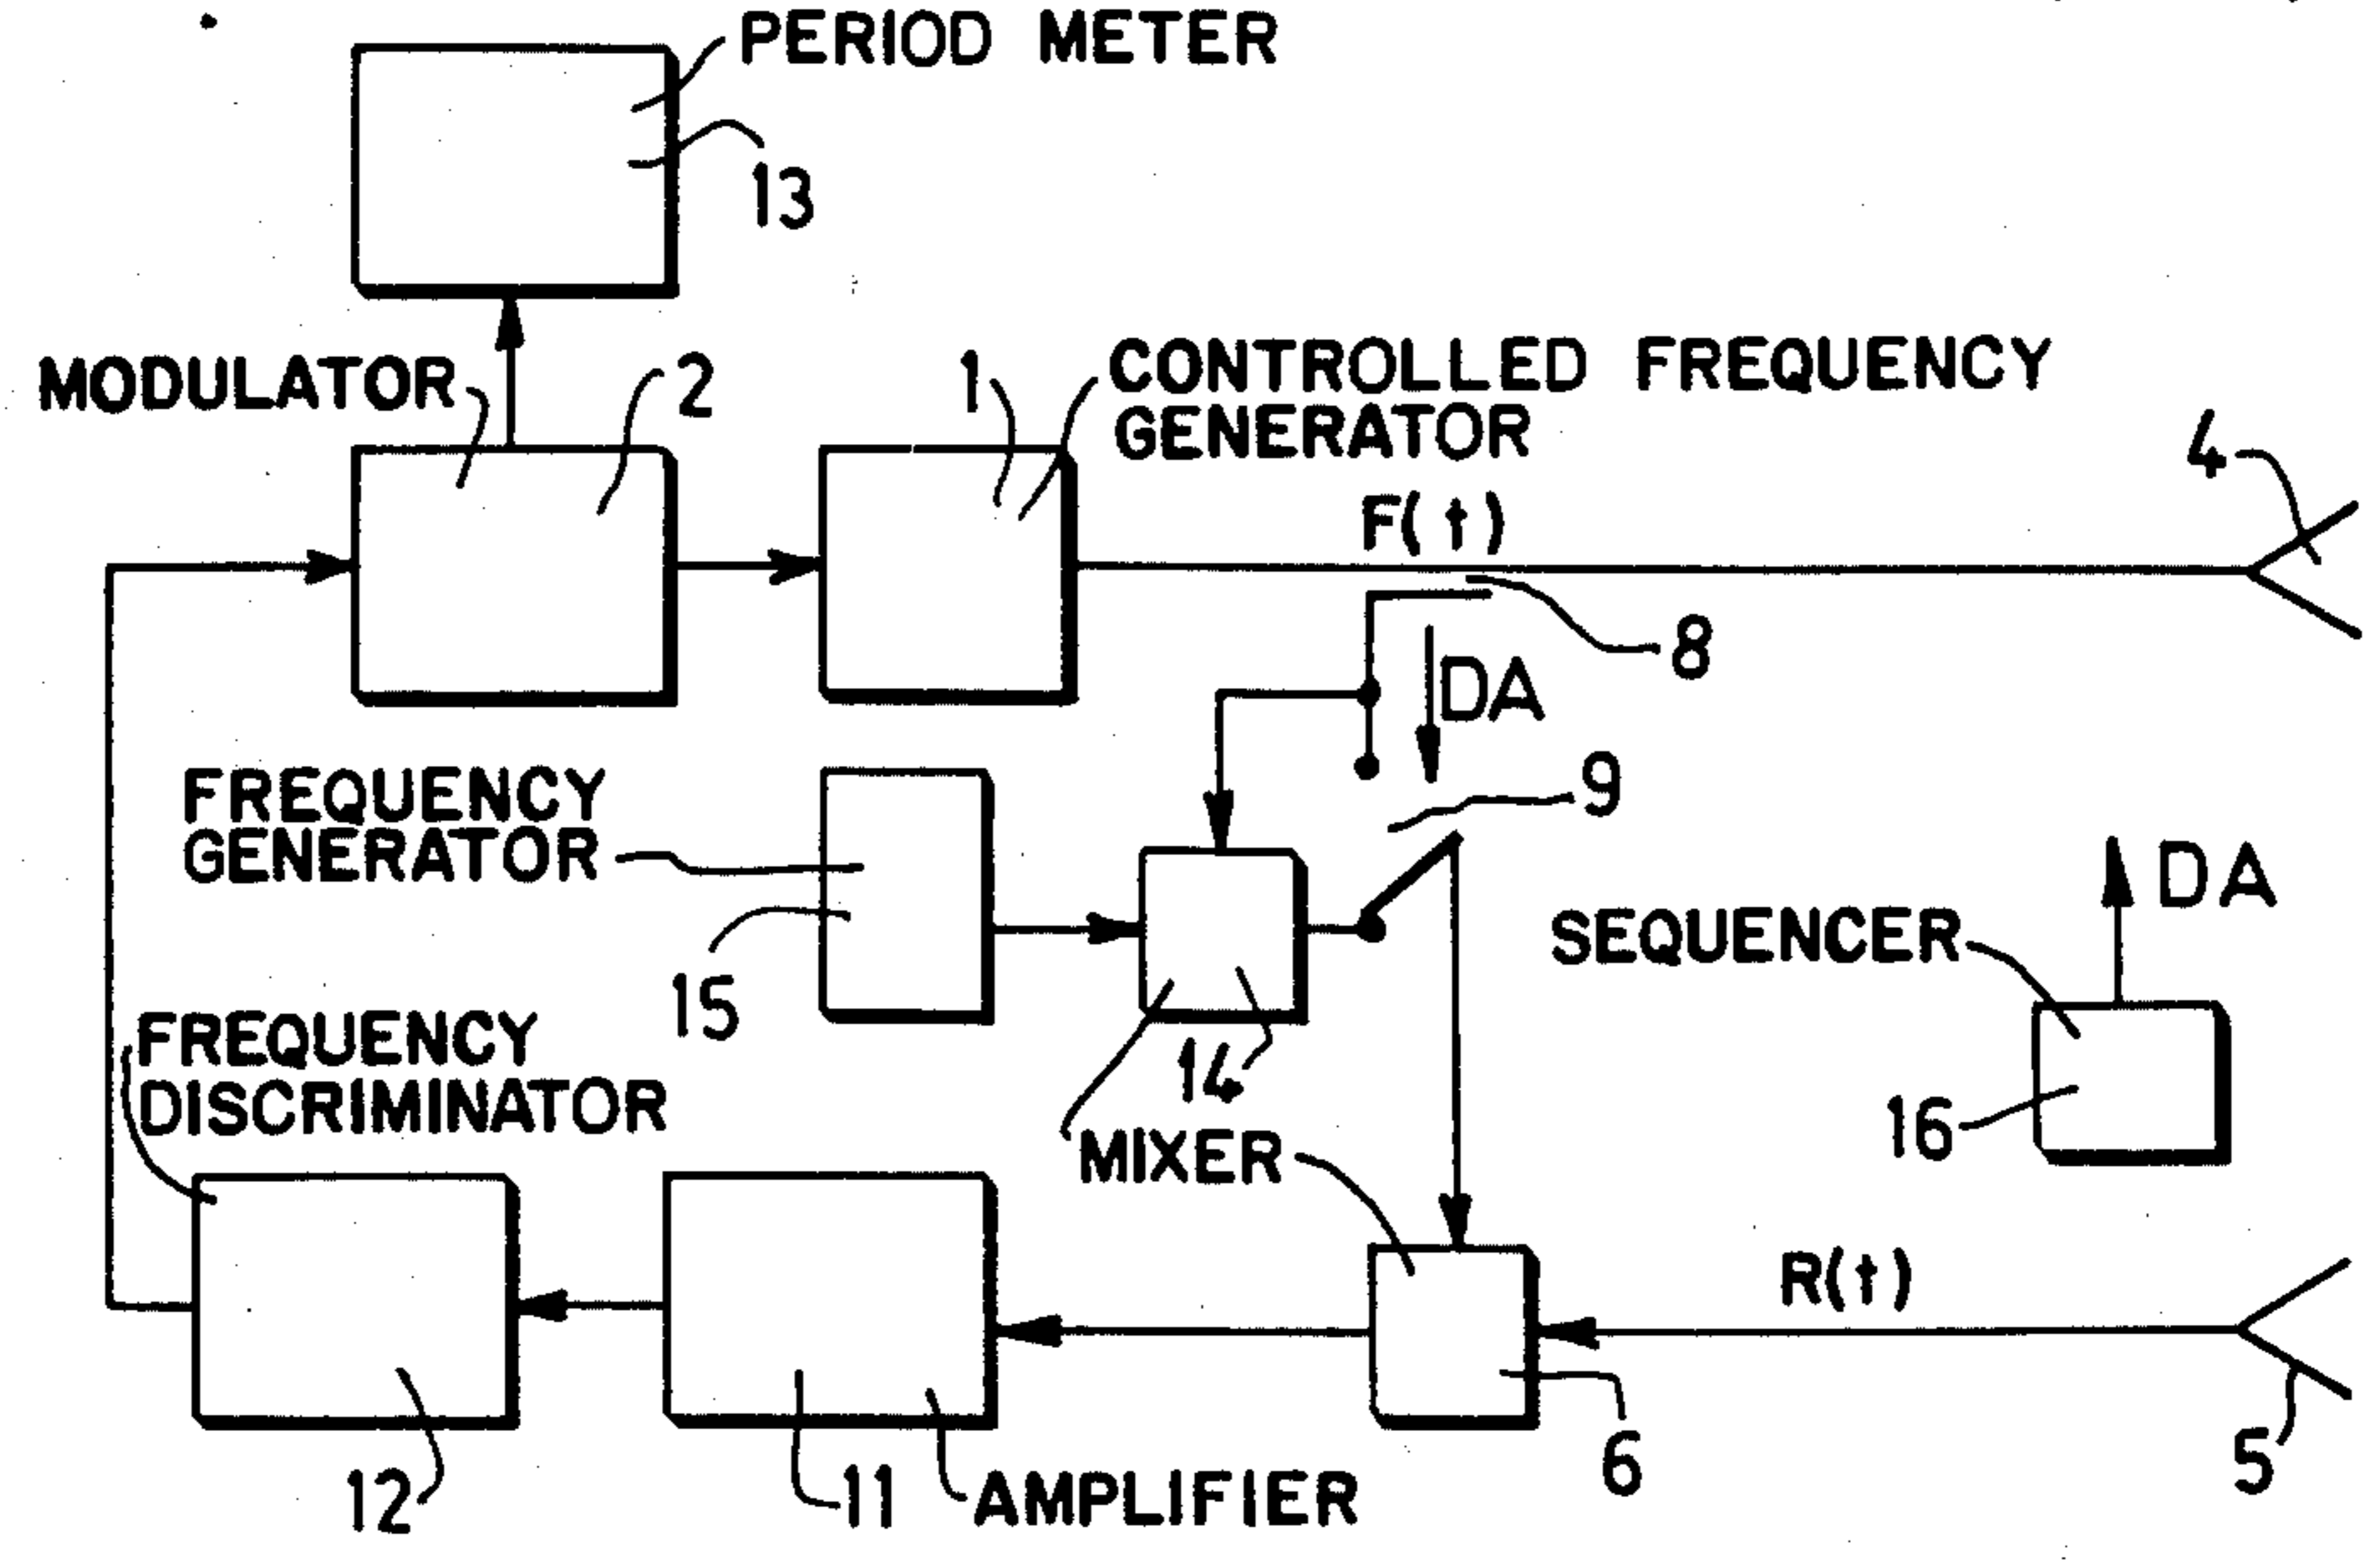 PERIOD METER
13
MODULATOR
2
1
CONTROLLED FREQUENCY
GENERATOR
4
F(t)
8
DA
9
FREQUENCY
GENERATOR
15
DA
SEQUENCER
14
16
FREQUENCY
DISCRIMINATOR
MIXER
R(t)
12
11
AMPLIFIER
6
5